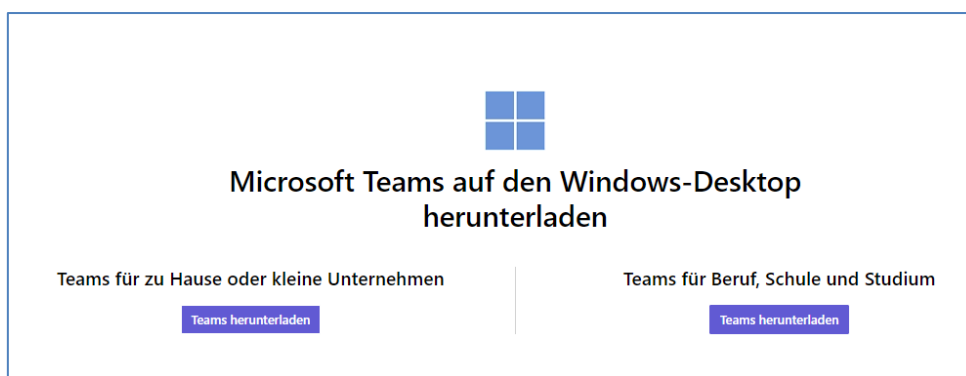 Microsoft Teams auf den Windows-Desktop
herunterladen
Teams für zu Hause oder kleine Unternehmen
Teams herunterladen
Teams für Beruf, Schule und Studium
Teams herunterladen